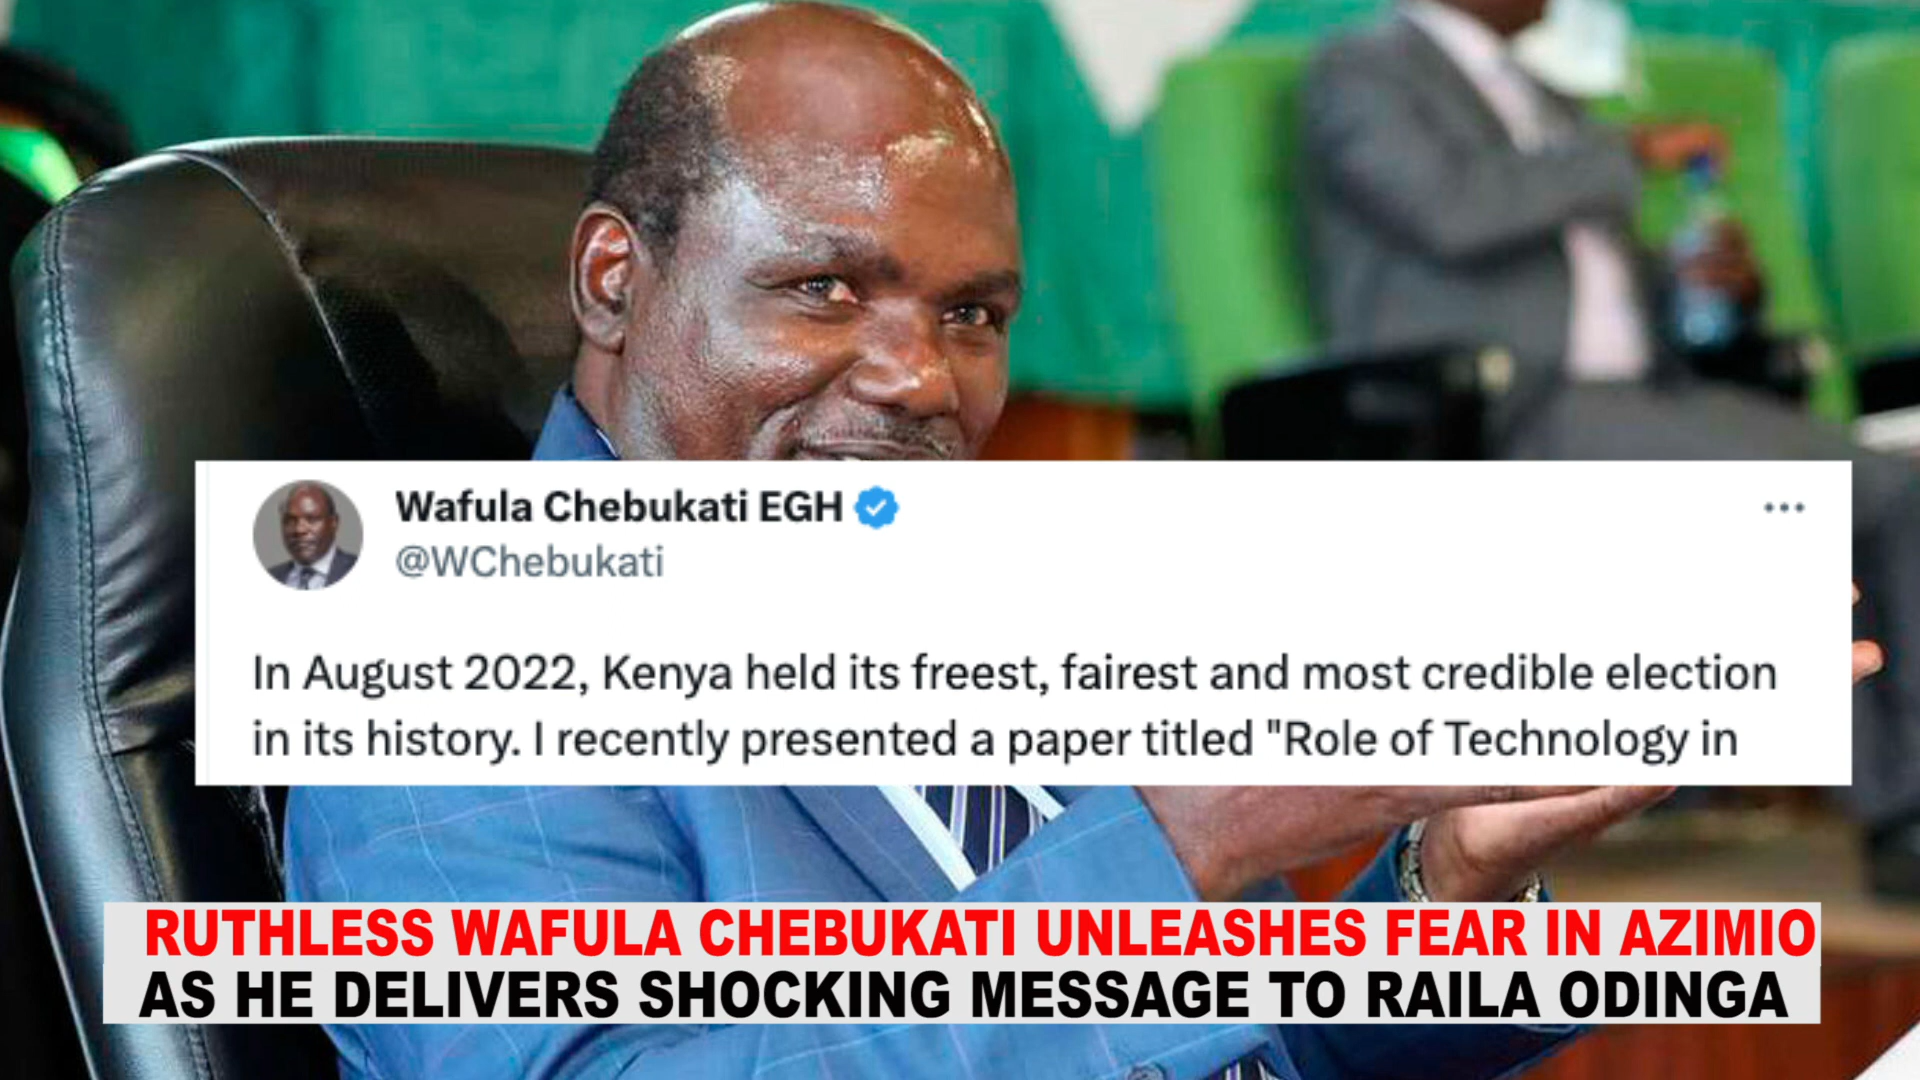 Wafula Chebukati EGH
@WChebukati
In August 2022, Kenya held its freest, fairest and most credible election
in its history. I recently presented a paper titled "Role of Technology in
RUTHLESS WAFULA CHEBUKATI UNLEASHES FEAR IN AZIMIO
AS HE DELIVERS SHOCKING MESSAGE TO RAILA ODINGA